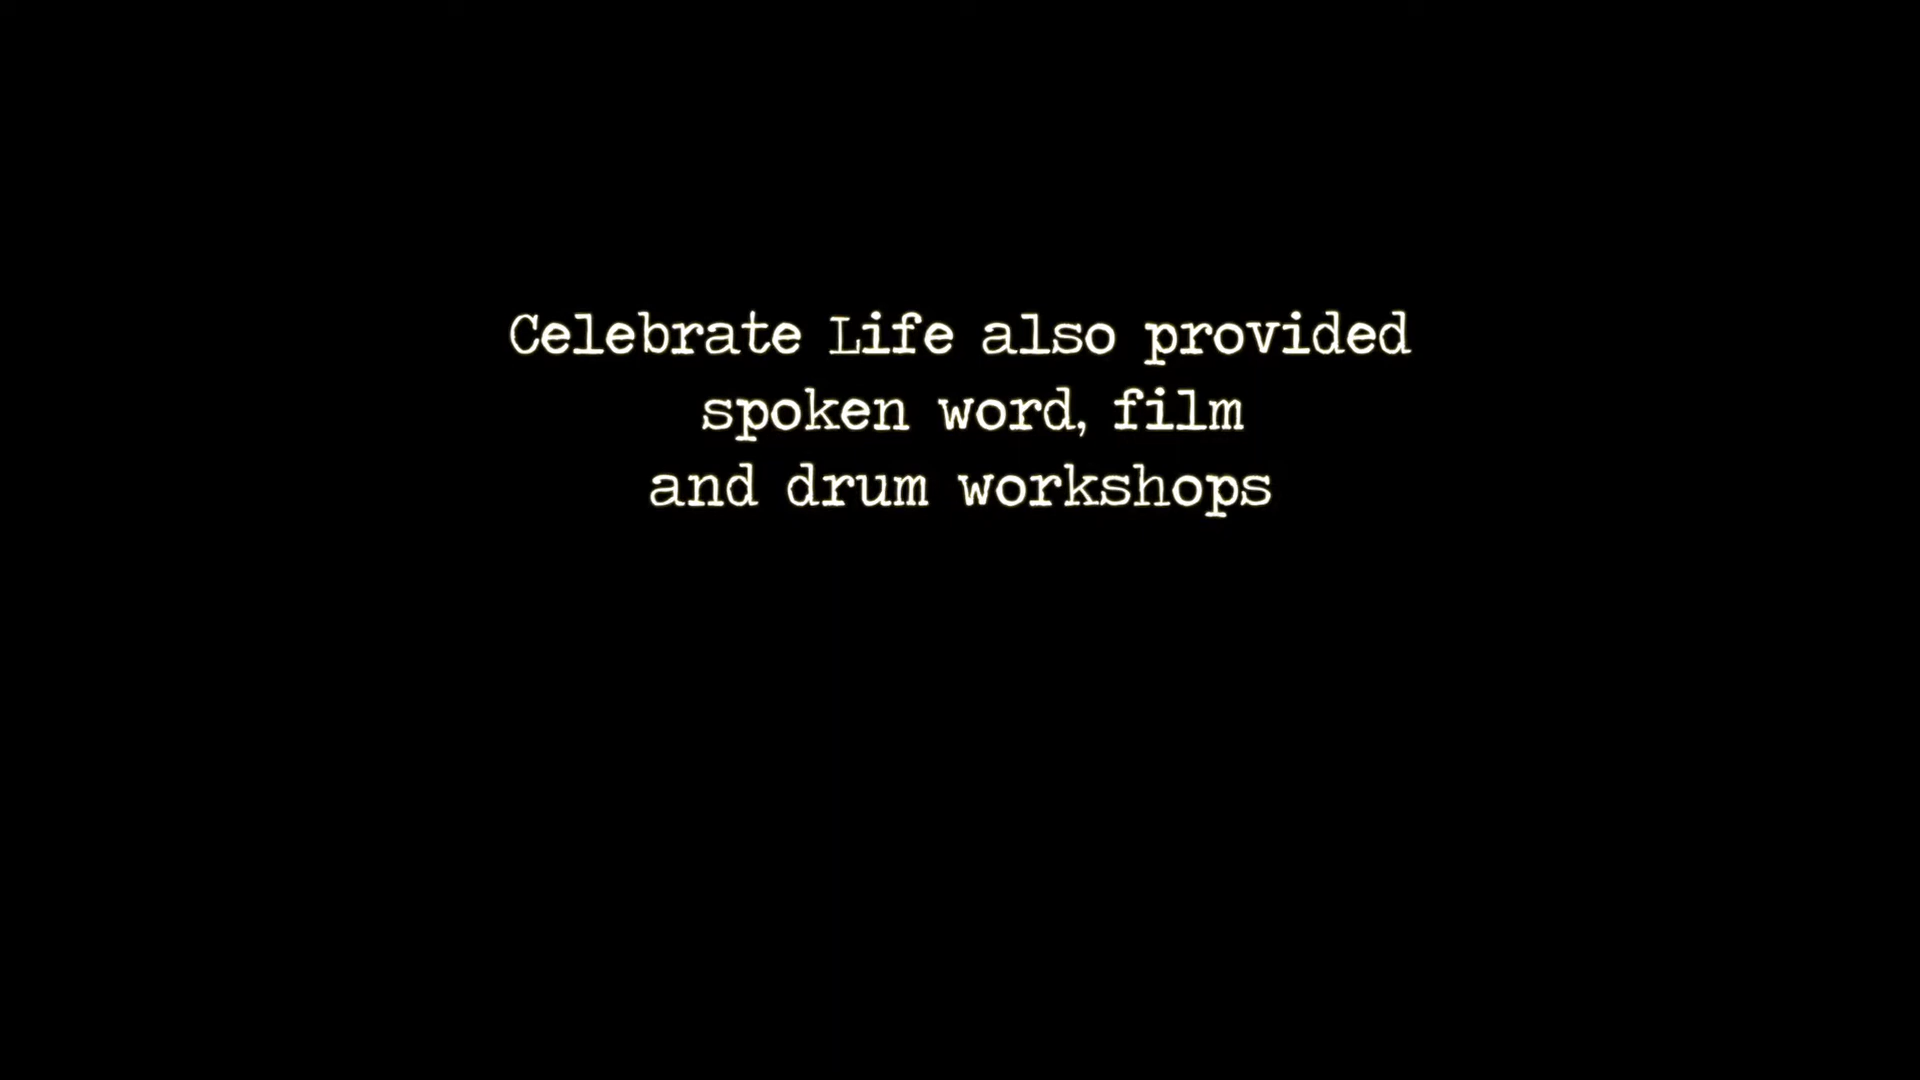 Celebrate Life also provided
spoken word, film
and drum workshops